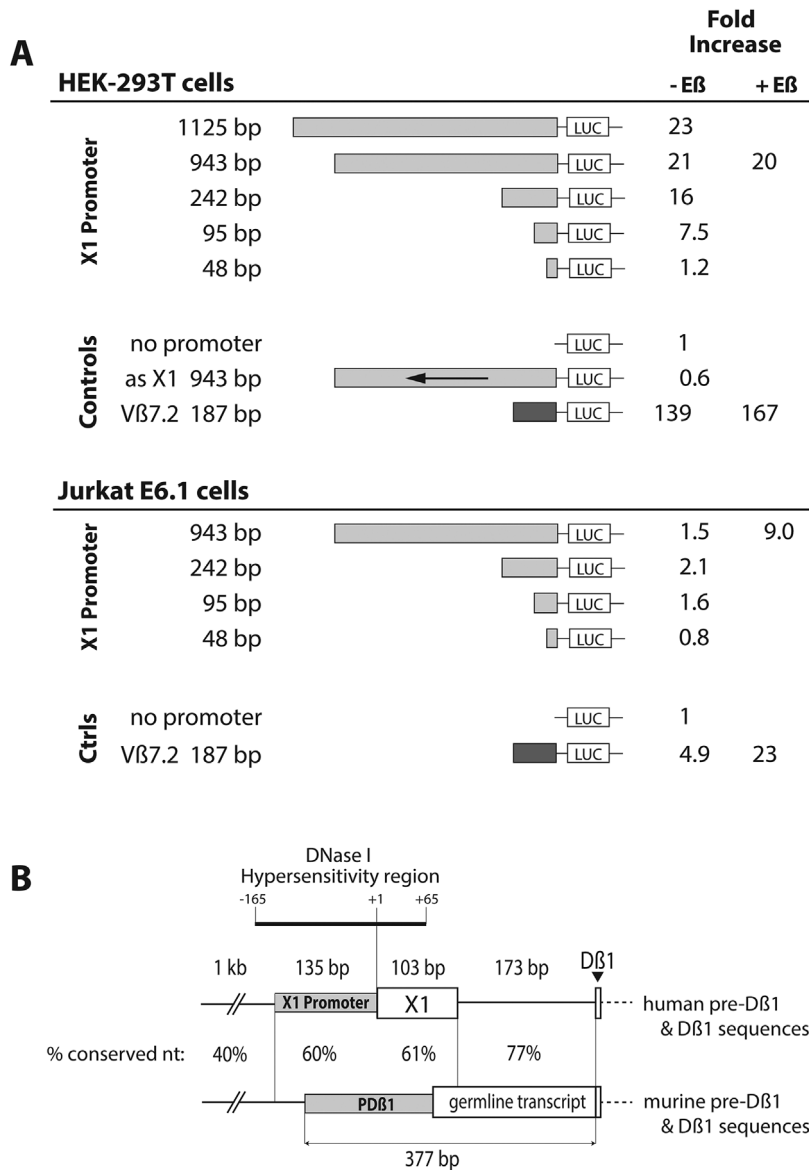 A
Fold
Increase
HEK-293T cells
- Eß
+ Eß
X1 Promoter
1125 bp LUC 23
943 bp LUC 21 20
242 bp LUC 16
95 bp LUC 7.5
48 bp LUC 1.2
Controls
no promoter LUC 1
as X1 943 bp LUC 0.6
Vß7.2 187 bp LUC 139 167
Jurkat E6.1 cells
X1 Promoter
943 bp LUC 1.5 9.0
242 bp LUC 2.1
95 bp LUC 1.6
48 bp LUC 0.8
Ctrls
no promoter LUC 1
Vß7.2 187 bp LUC 4.9 23
B
DNase I
Hypersensitivity region
-165 +1 +65
1 kb 135 bp 103 bp 173 bp Dß1
X1 Promoter X1 human pre-Dß1
& Dß1 sequences
% conserved nt: 40% 60% 61% 77%
PDß1 germline transcript murine pre-Dß1
& Dß1 sequences
377 bp